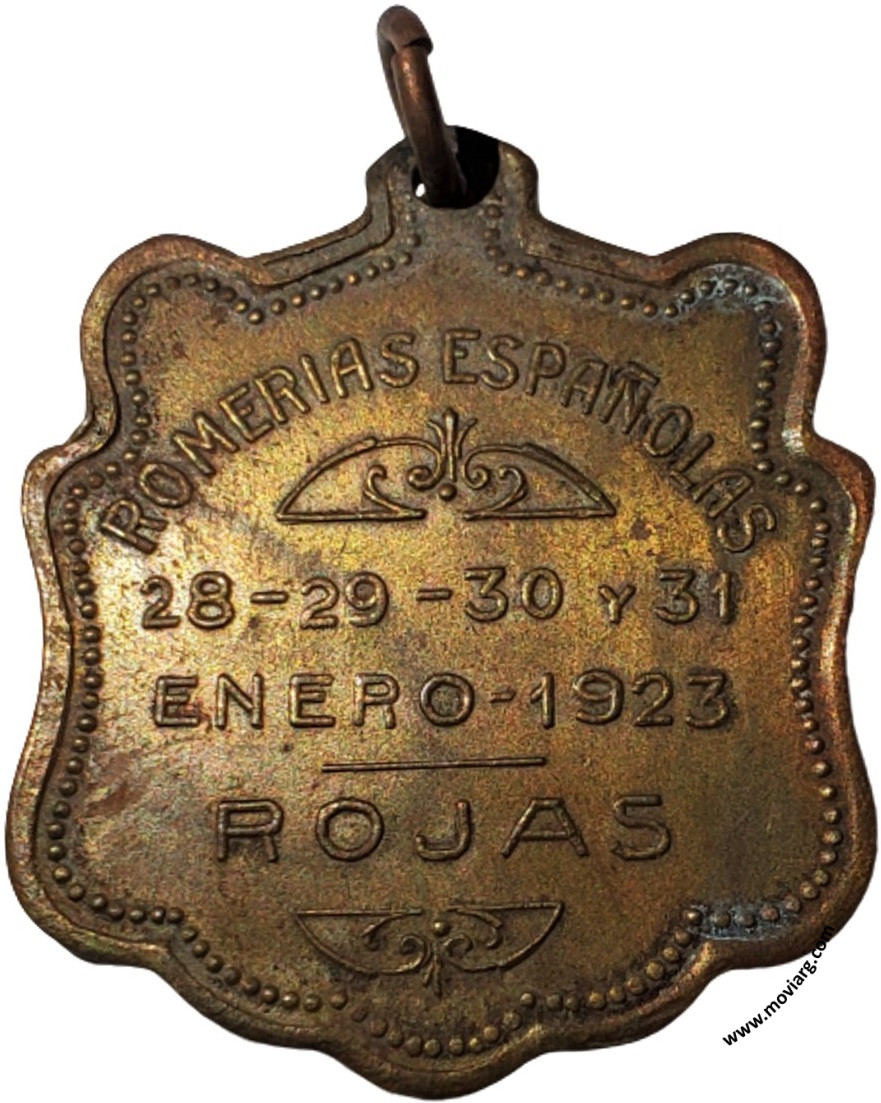 ROMERIAS ESPAÑOLAS
28-29-30 Y 31
ENERO-1923
ROJAS
www.moviarg.com